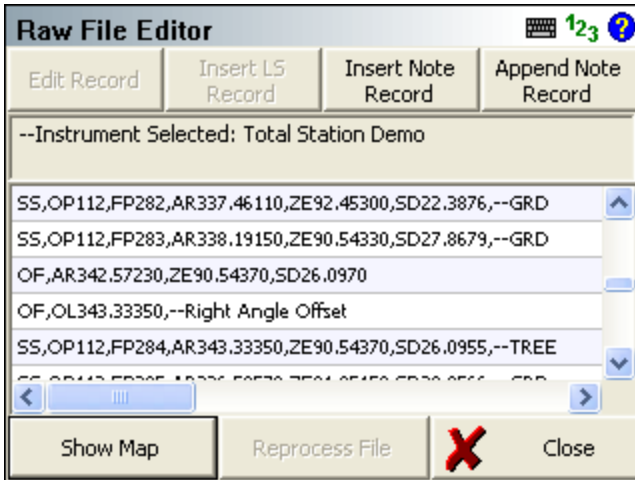 Raw File Editor
123
?
Edit Record
Insert LS
Record
Insert Note
Record
Append Note
Record
--Instrument Selected: Total Station Demo
SS,OP112,FP282,AR337.46110,ZE92.45300,SD22.3876,--GRD
SS,OP112,FP283,AR338.19150,ZE90.54330,SD27.8679,--GRD
OF,AR342.57230,ZE90.54370,SD26.0970
OF,OL343.33350,--Right Angle Offset
SS,OP112,FP284,AR343.33350,ZE90.54370,SD26.0955,--TREE
Show Map
Reprocess File
Close